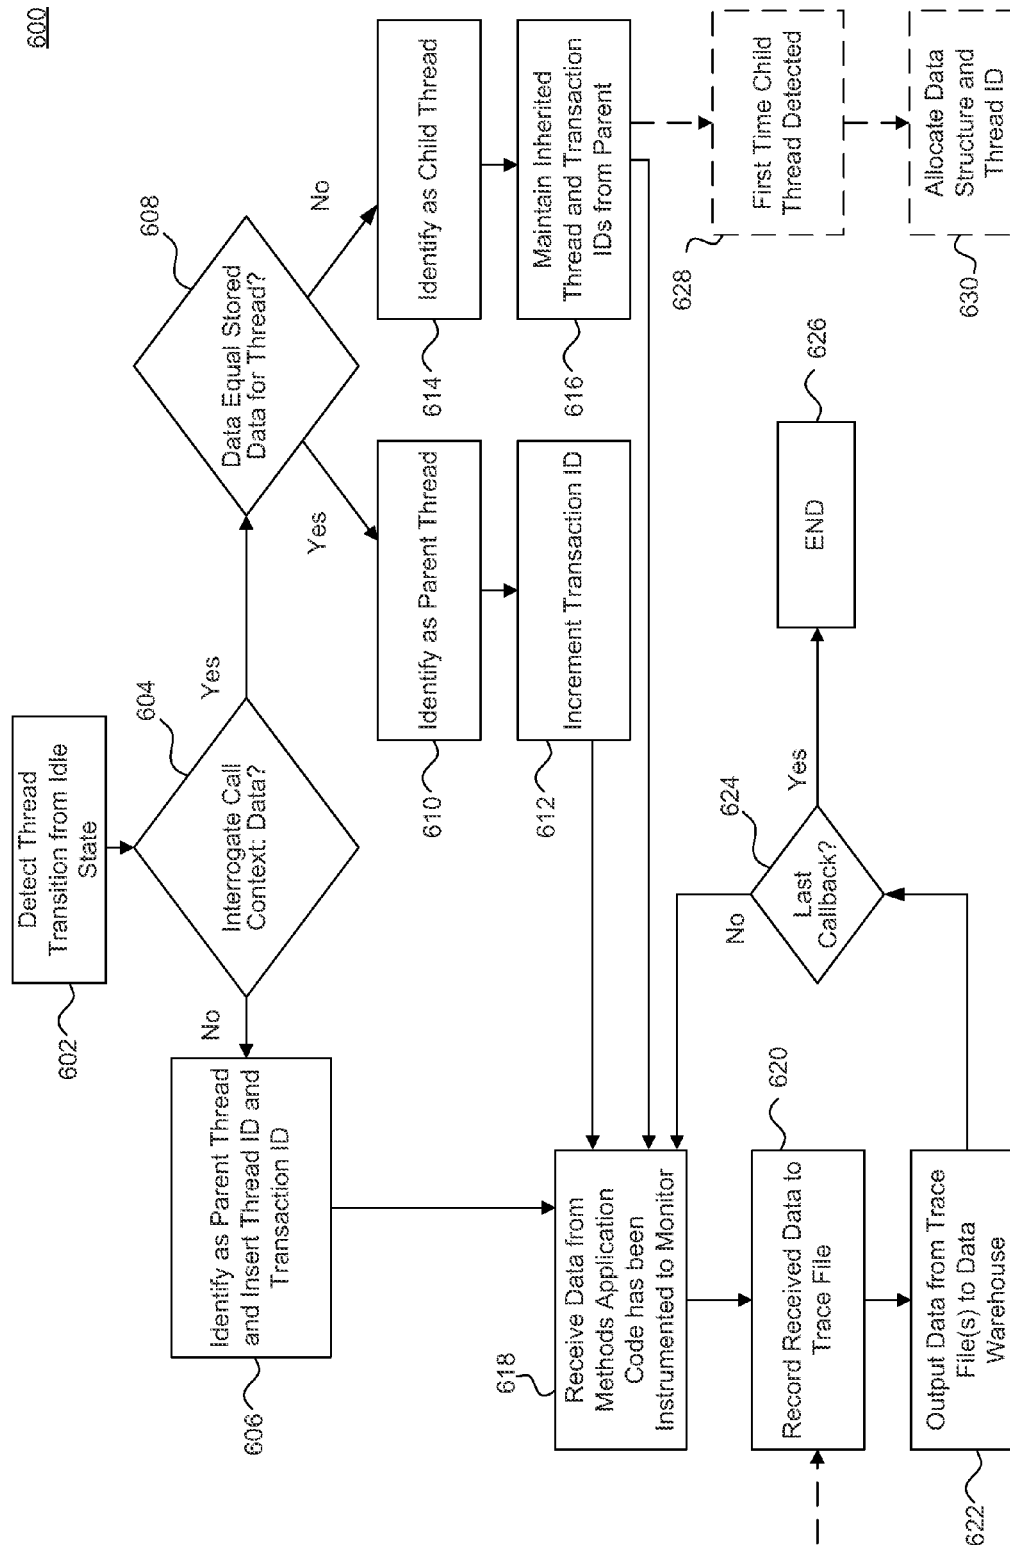 600
Detect Thread
Transition from Idle
State
602
Interrogate Call
Context: Data?
604
No
Yes
Identify as Parent Thread
and Insert Thread ID and
Transaction ID
606
Data Equal Stored
Data for Thread?
608
Yes
No
Identify as Parent Thread
610
Increment Transaction ID
612
Identify as Child Thread
614
Maintain Inherited
Thread and Transaction
IDs from Parent
616
First Time Child
Thread Detected
628
Allocate Data
Structure and
Thread ID
630
Receive Data from
Methods Application
Code has been
Instrumented to Monitor
618
Record Received Data to
Trace File
620
Output Data from Trace
File(s) to Data
Warehouse
622
Last
Callback?
624
No
Yes
END
626